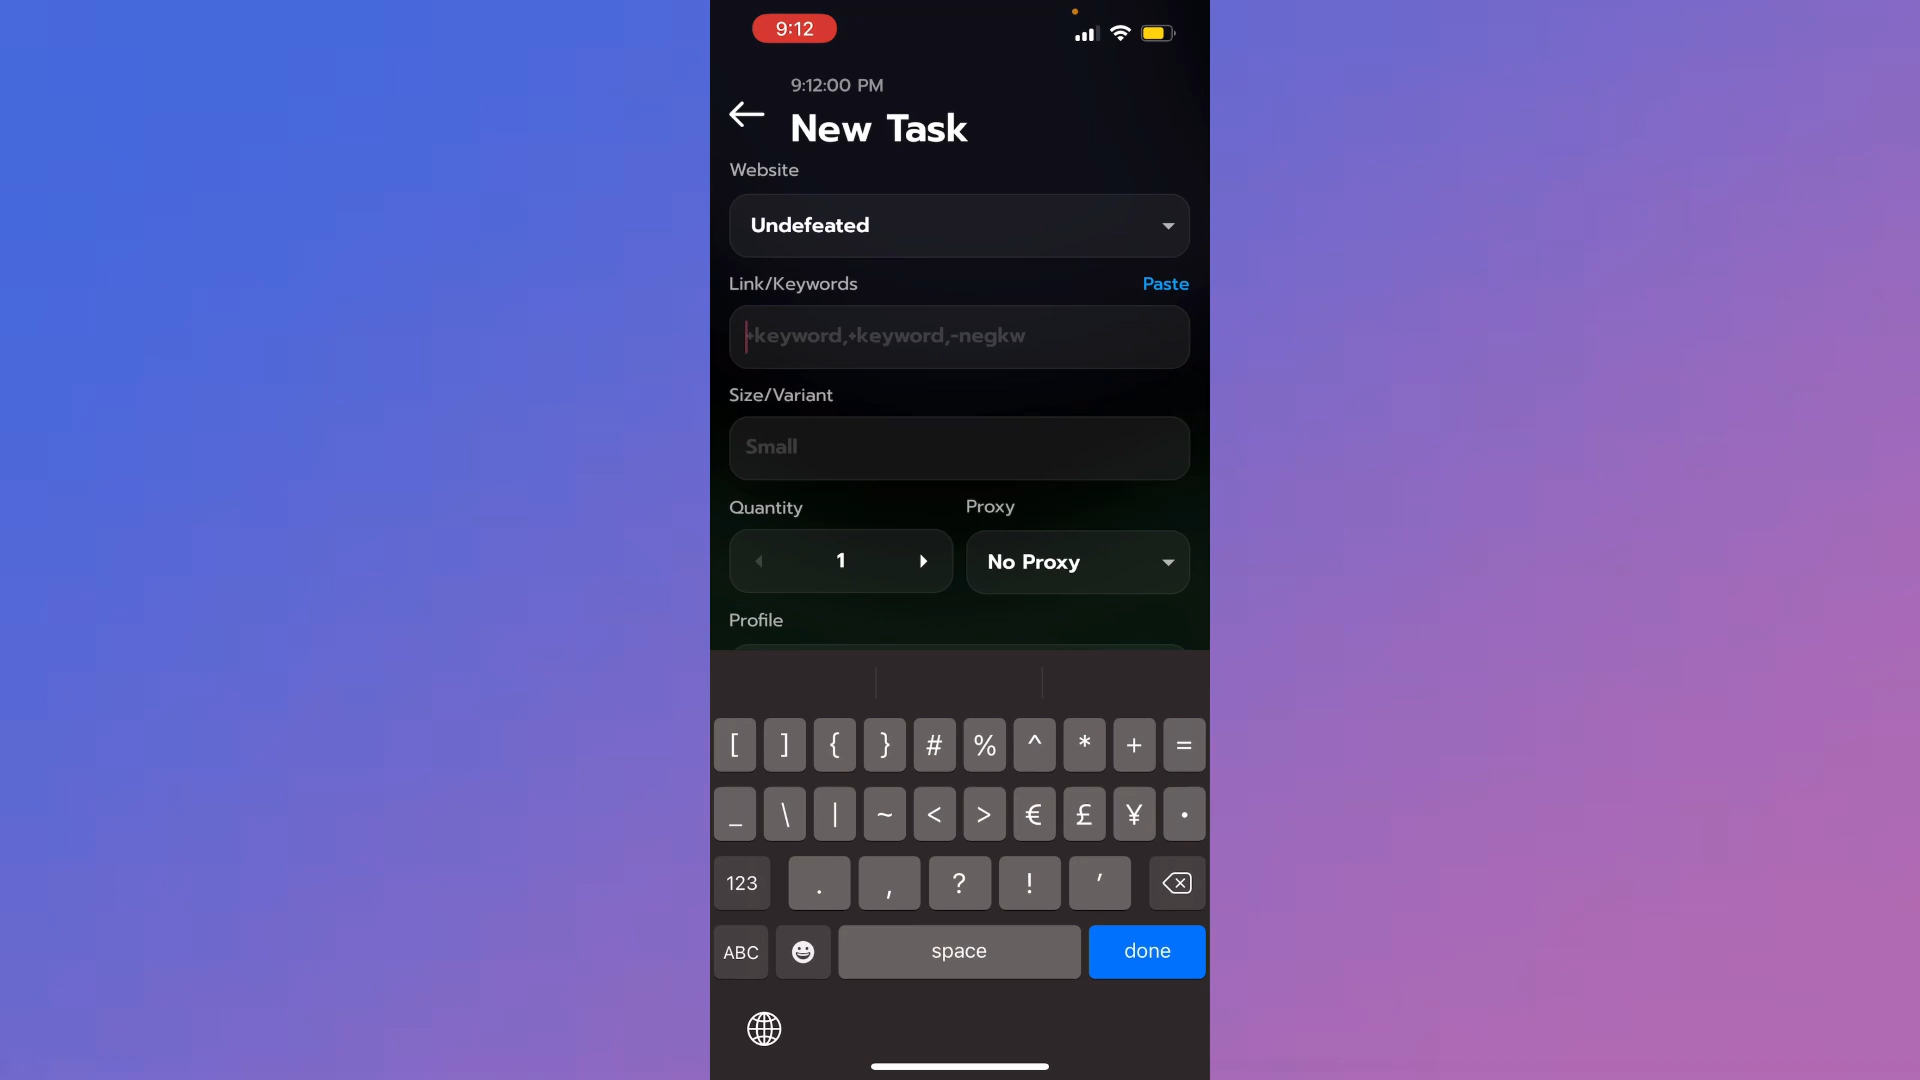 9:12
9:12:00 PM
New Task
Website
Undefeated
Link/Keywords Paste
+keyword,+keyword,-negkw
Size/Variant
Small
Quantity Proxy
1 No Proxy
Profile
[ ] { } # % ^ * + =
_ \ | ~ < > € £ ¥ •
123 . , ? ! ′
ABC space done